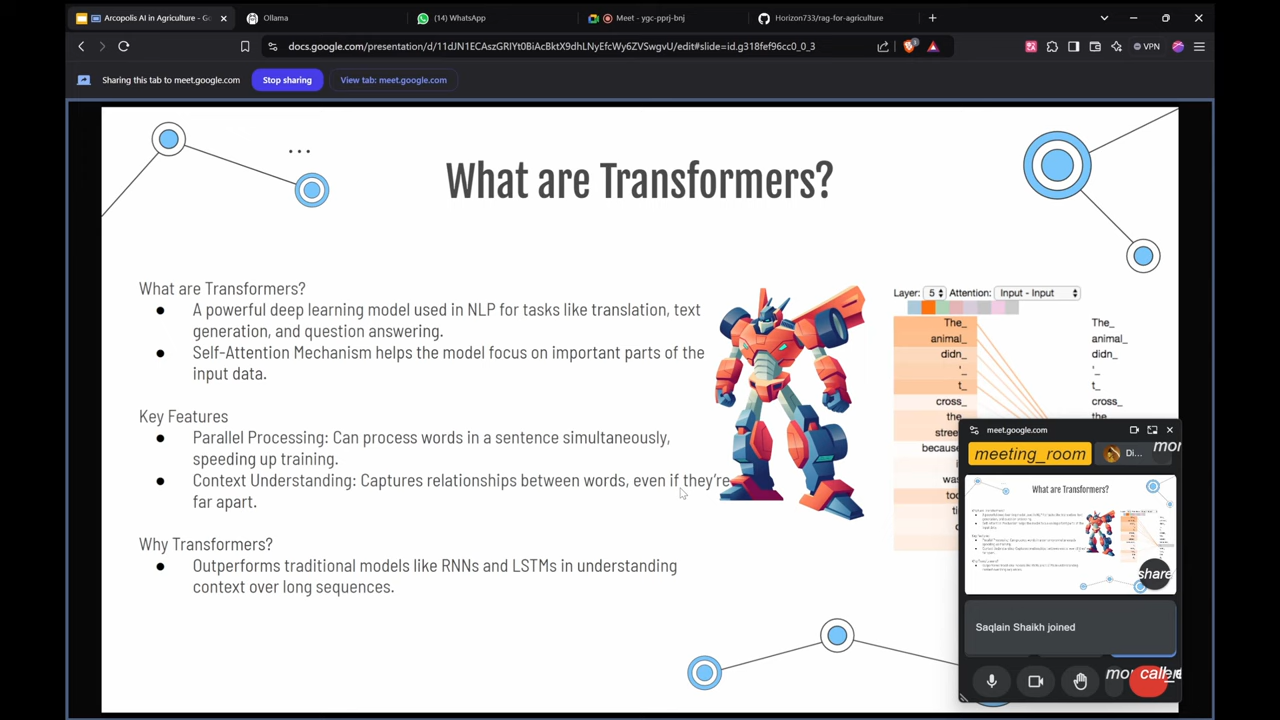 Arcopolis AI in Agriculture - Go
Ollama
(14) WhatsApp
Meet - ygc-pprj-bnj
Horizon733/rag-for-agriculture
docs.google.com/presentation/d/11dJN1ECAszGRIYt0BiAcBktX9dhLNyEfcWy6ZVSwgvU/edit#slide=id.g318fef96cc0_0_3
VPN
Sharing this tab to meet.google.com
Stop sharing
View tab: meet.google.com
...
What are Transformers?
What are Transformers?
● A powerful deep learning model used in NLP for tasks like translation, text
generation, and question answering.
● Self-Attention Mechanism helps the model focus on important parts of the
input data.
Key Features
● Parallel Processing: Can process words in a sentence simultaneously,
speeding up training.
● Context Understanding: Captures relationships between words, even if they're
far apart.
Why Transformers?
● Outperforms traditional models like RNNs and LSTMs in understanding
context over long sequences.
Layer: 5 Attention: Input - Input
The_ The_
animal_ animal_
didn_ didn_
'_ '_
t_ t_
cross_ cross_
the_ the
stree
because
was
too
meet.google.com
meeting_room
Di...
What are Transformers?
share
Saqlain Shaikh joined